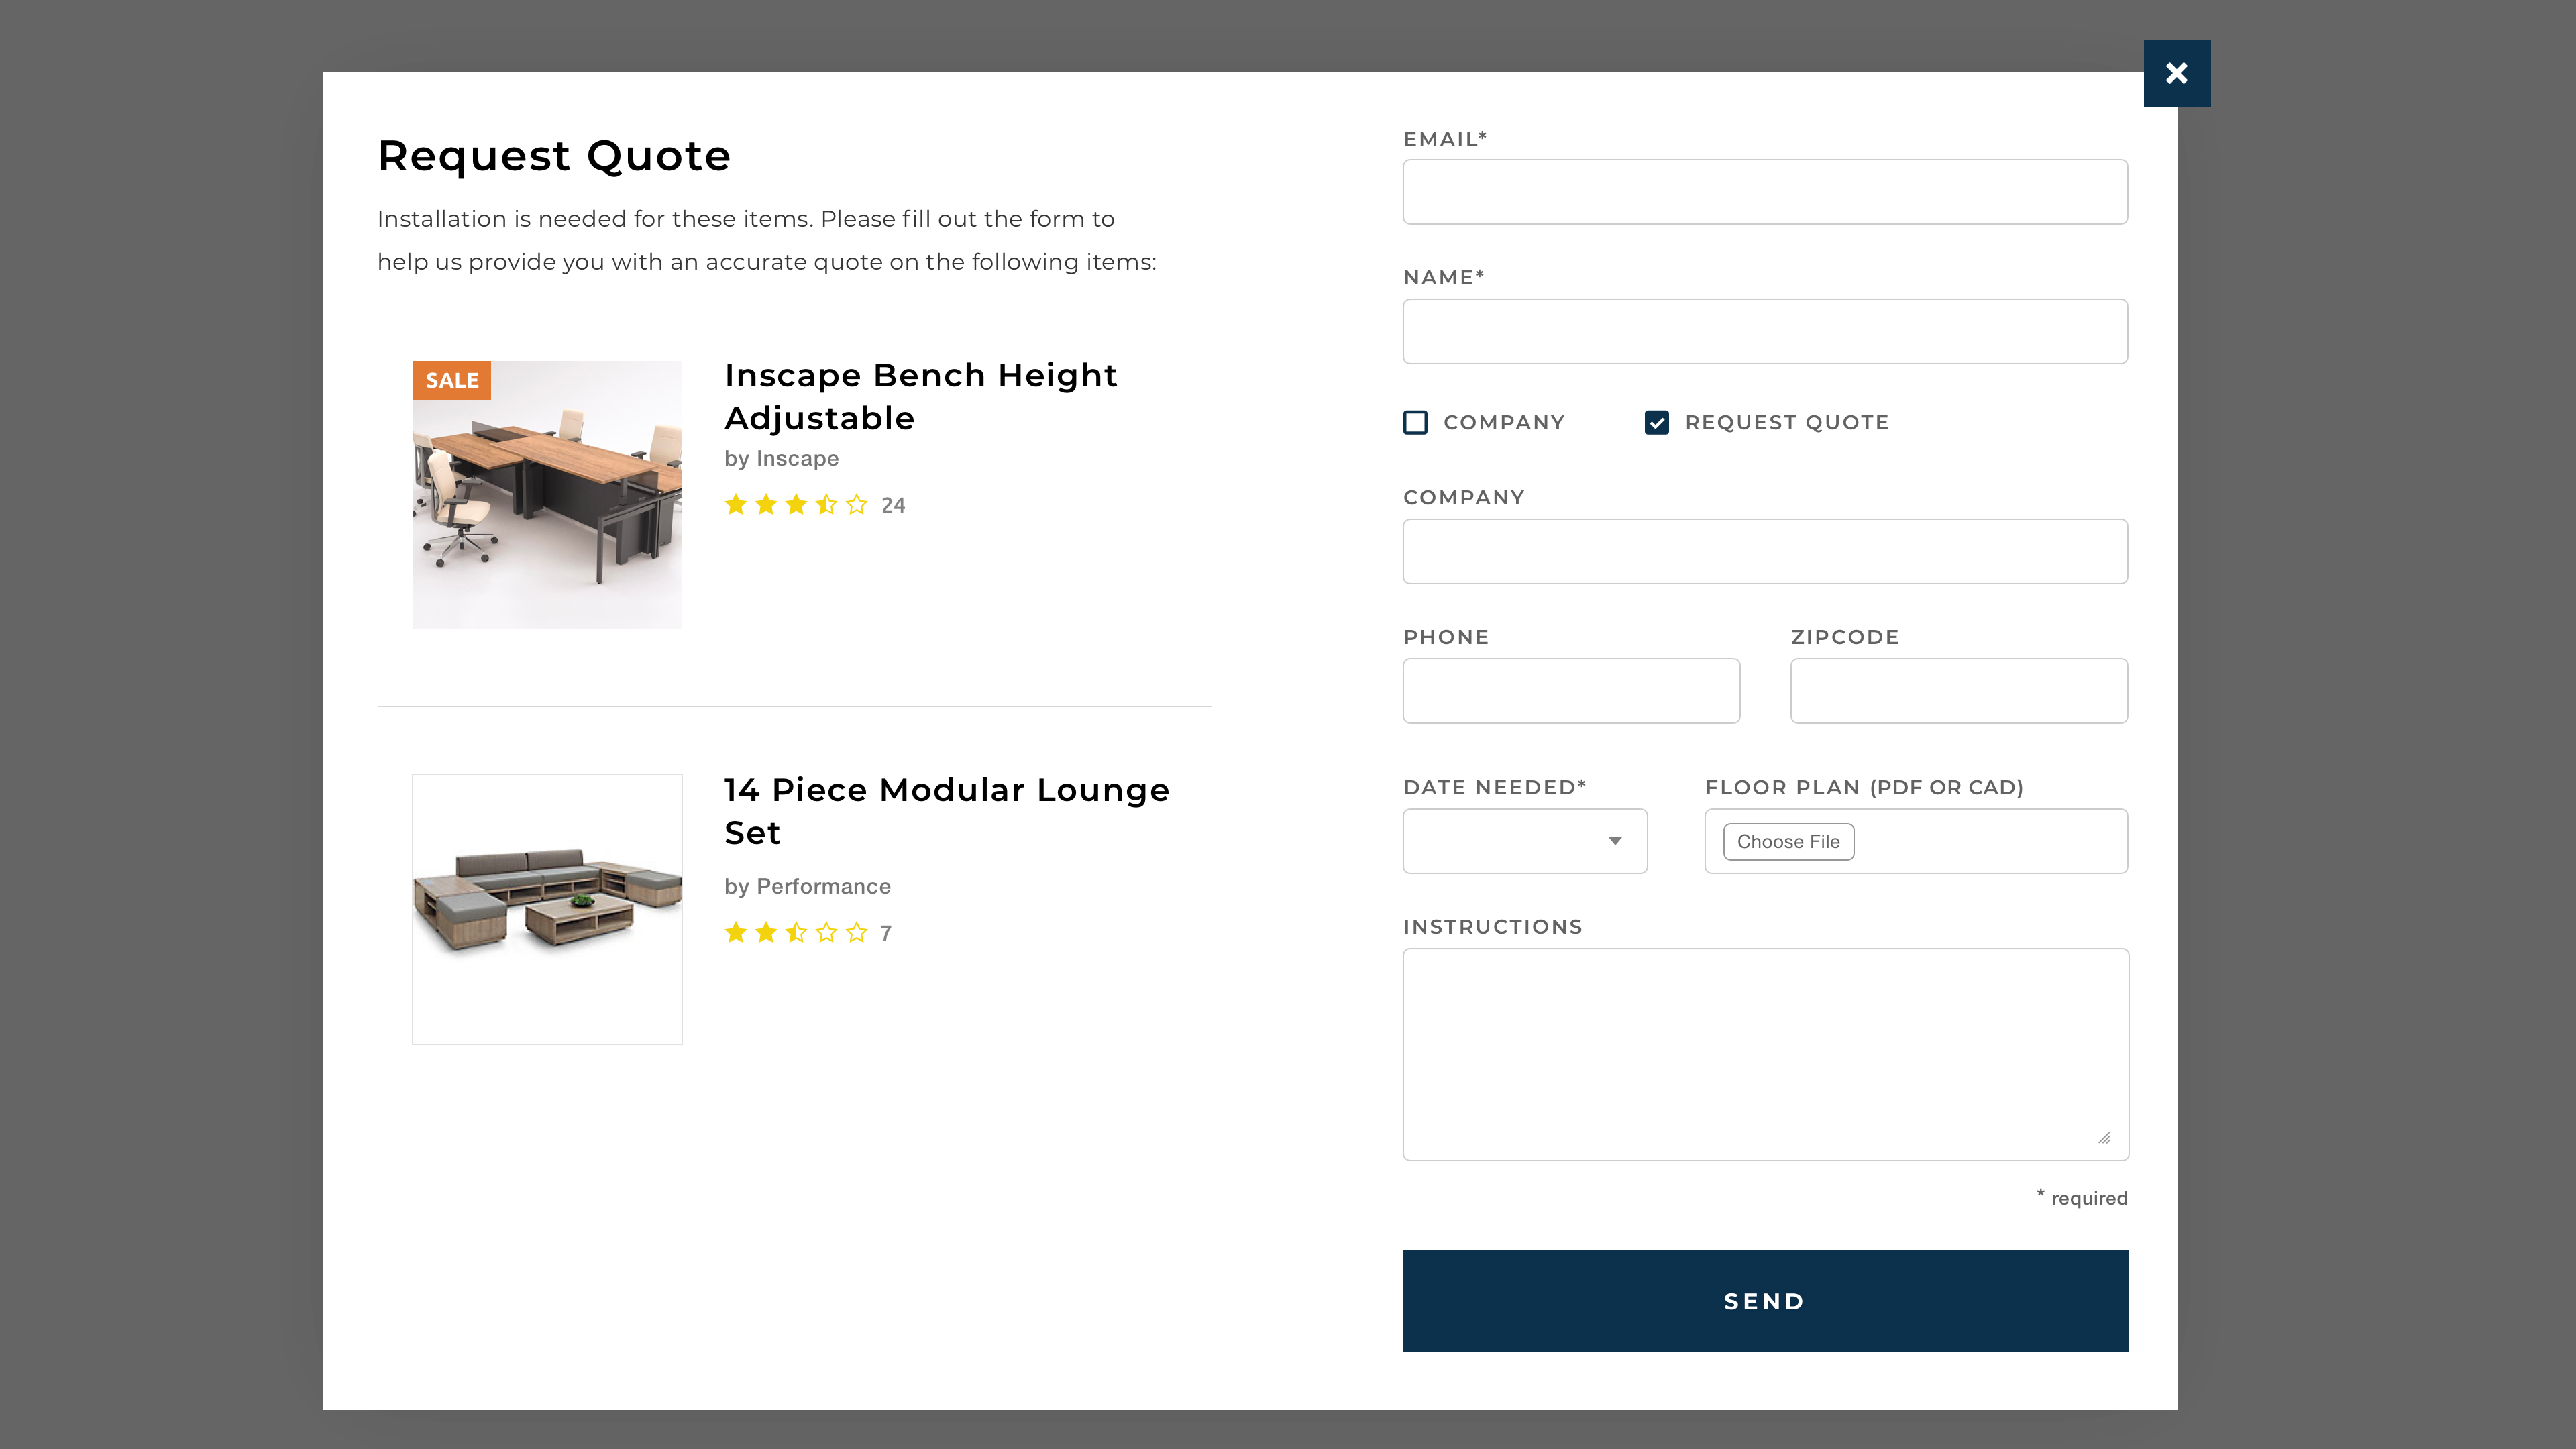 Request Quote
Installation is needed for these items. Please fill out the form to
help us provide you with an accurate quote on the following items:
SALE
Inscape Bench Height
Adjustable
by Inscape
24
14 Piece Modular Lounge
Set
by Performance
7
EMAIL*
NAME*
COMPANY
REQUEST QUOTE
COMPANY
PHONE
ZIPCODE
DATE NEEDED*
FLOOR PLAN (PDF OR CAD)
Choose File
INSTRUCTIONS
* required
SEND